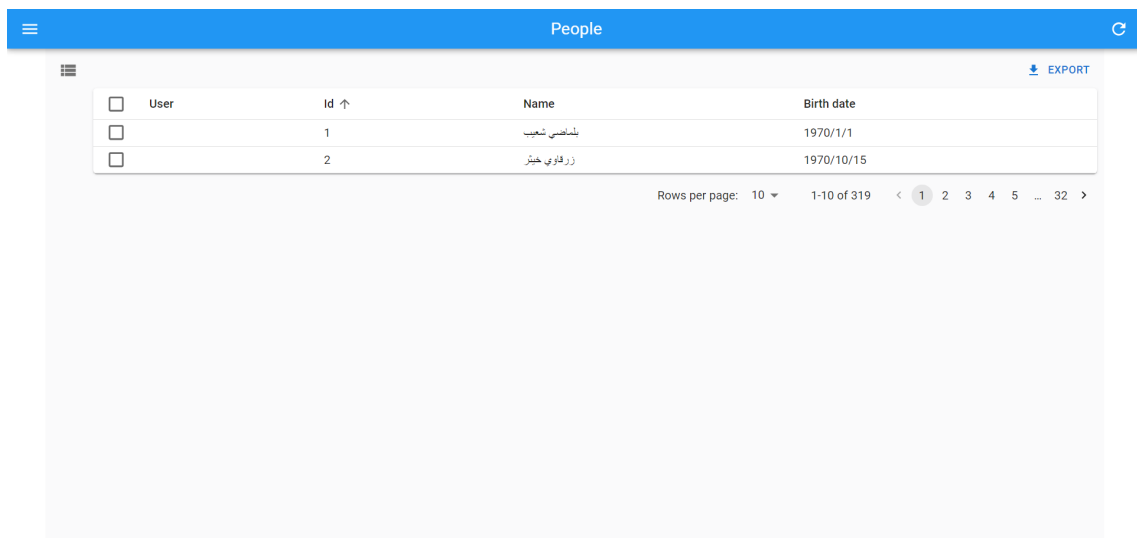 People
EXPORT
User Id Name Birth date
1 بلماضي شعيب 1970/1/1
2 زرقاوي خيثر 1970/10/15
Rows per page: 10 1-10 of 319 1 2 3 4 5 … 32